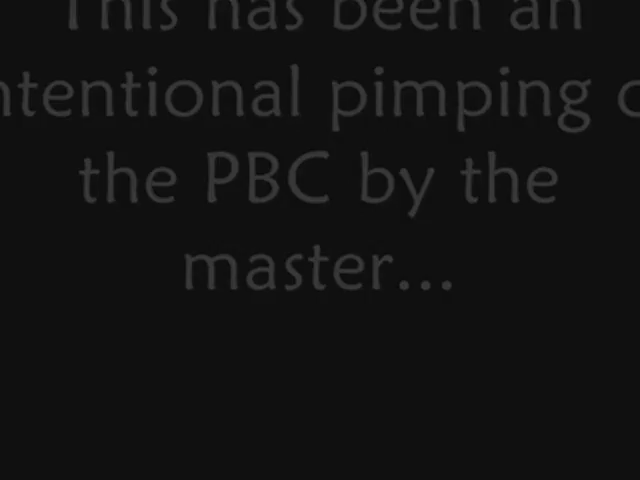 This has been an
ntentional pimping o
the PBC by the
master...